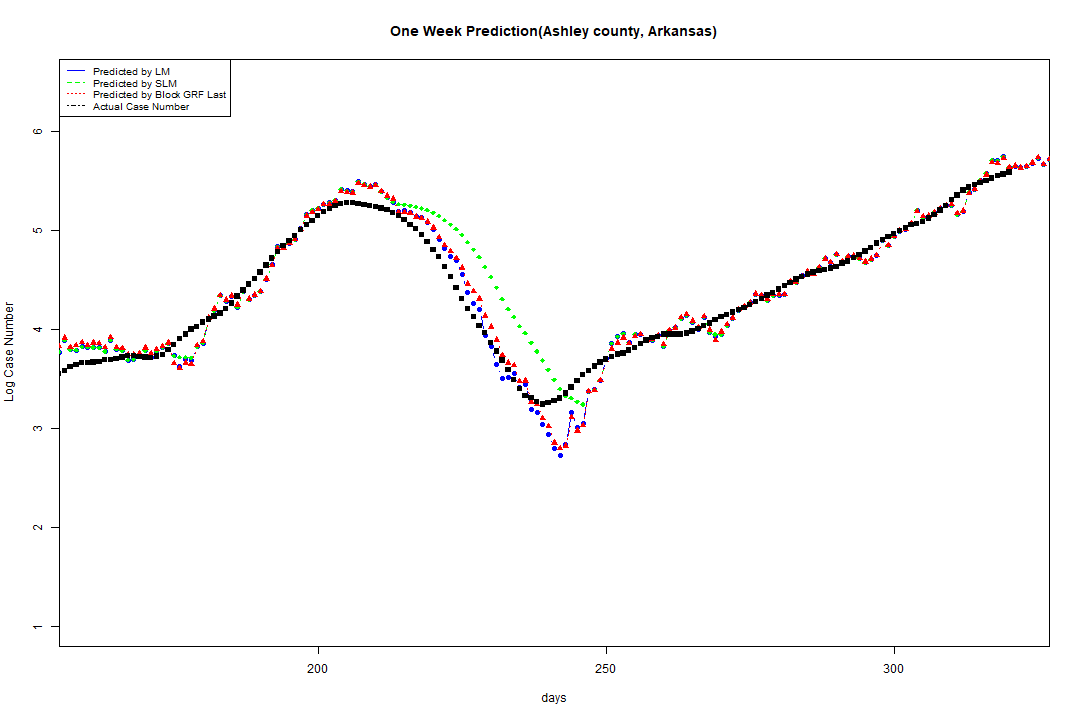 One Week Prediction(Ashley county, Arkansas)
Predicted by LM
Predicted by SLM
Predicted by Block GRF Last
Actual Case Number
6
5
4
3
2
1
Log Case Number
200 250 300
days